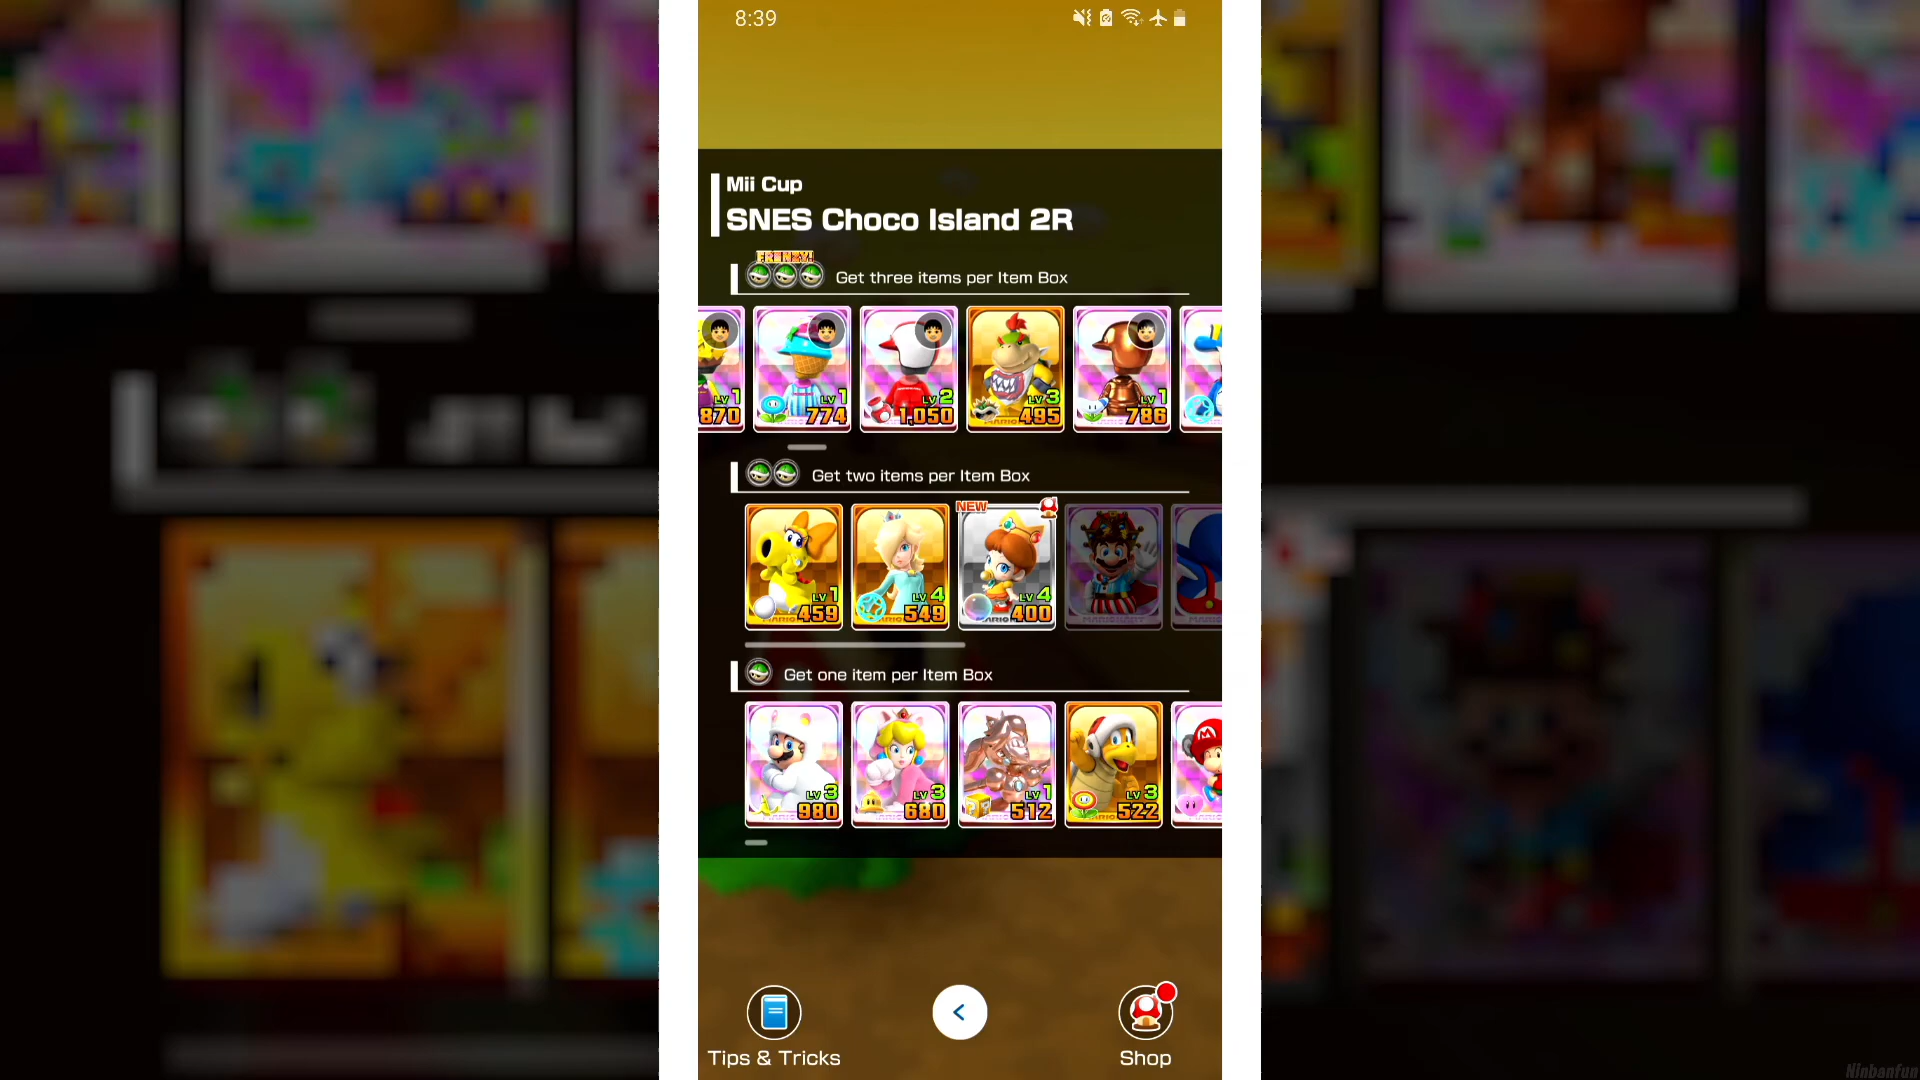 8:39
Mii Cup
SNES Choco Island 2R
FRENZY!
Get three items per Item Box
LV 1
870
LV 1
774
LV 2
1,050
LV 3
495
LV 1
786
Get two items per Item Box
NEW
LV 1
459
LV 4
549
LV 4
400
Get one item per Item Box
LV 3
980
LV 3
680
LV 1
512
LV 3
522
Tips & Tricks
Shop
Ninbanfun